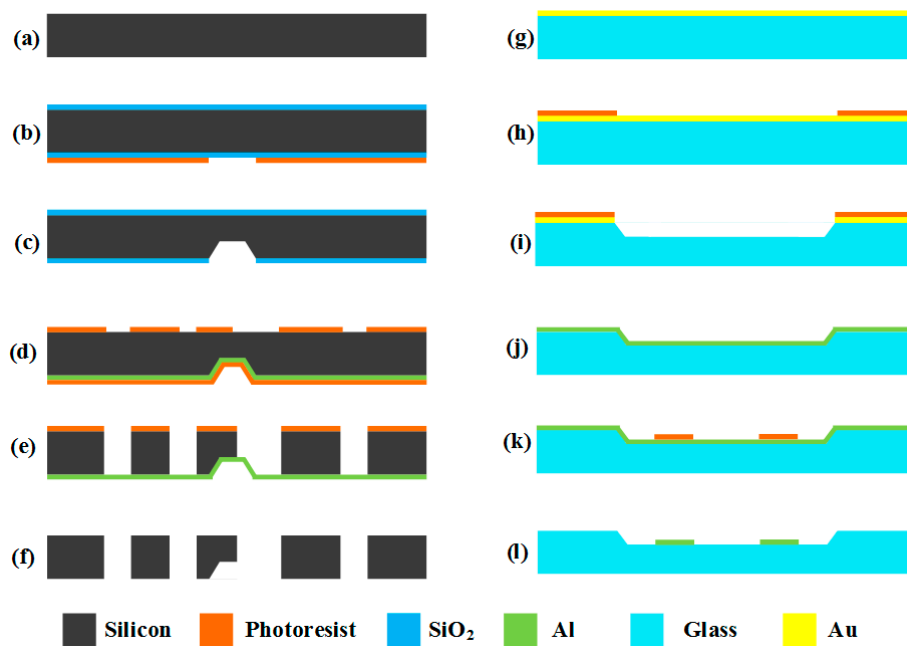 (a)
(b)
(c)
(d)
(e)
(f)
(g)
(h)
(i)
(j)
(k)
(l)
Silicon Photoresist SiO₂ Al Glass Au